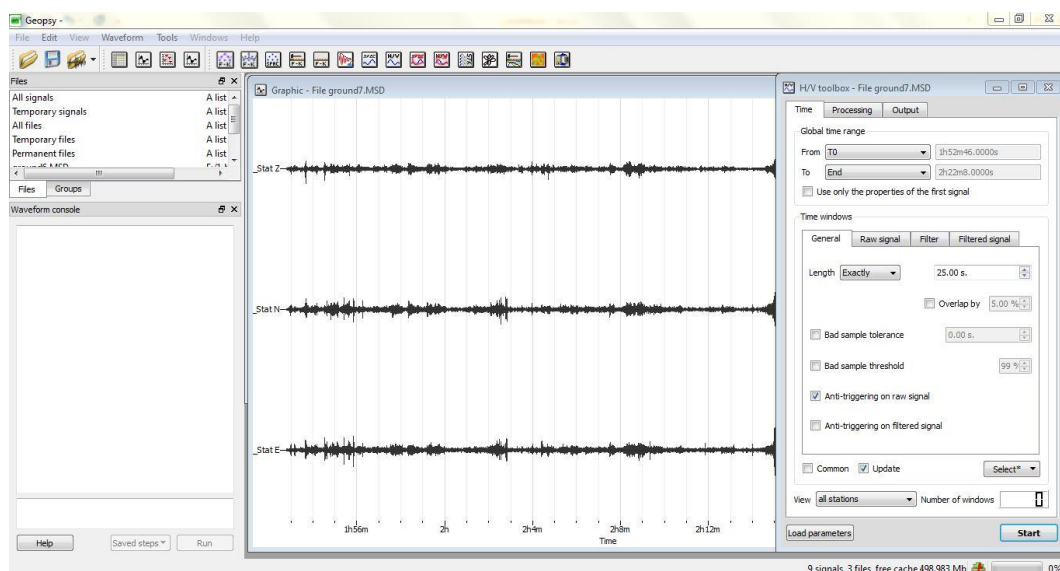 Geopsy -
File Edit View Waveform Tools Windows Help
Files
All signals A list
Temporary signals A list
All files A list
Temporary files A list
Permanent files A list
Files Groups
Waveform console
Help Saved steps Run
Graphic - File ground7.MSD
_Stat Z
_Stat N
_Stat E
1h56m 2h 2h4m 2h8m 2h12m
Time
H/V toolbox - File ground7.MSD
Time Processing Output
Global time range
From T0 1h52m46.0000s
To End 2h22m8.0000s
Use only the properties of the first signal
Time windows
General Raw signal Filter Filtered signal
Length Exactly 25.00 s.
Overlap by 5.00 %
Bad sample tolerance 0.00 s.
Bad sample threshold 99 %
Anti-triggering on raw signal
Anti-triggering on filtered signal
Common Update Select*
View all stations Number of windows 0
Load parameters Start
9 signals, 3 files, free cache 498.983 Mb 0%